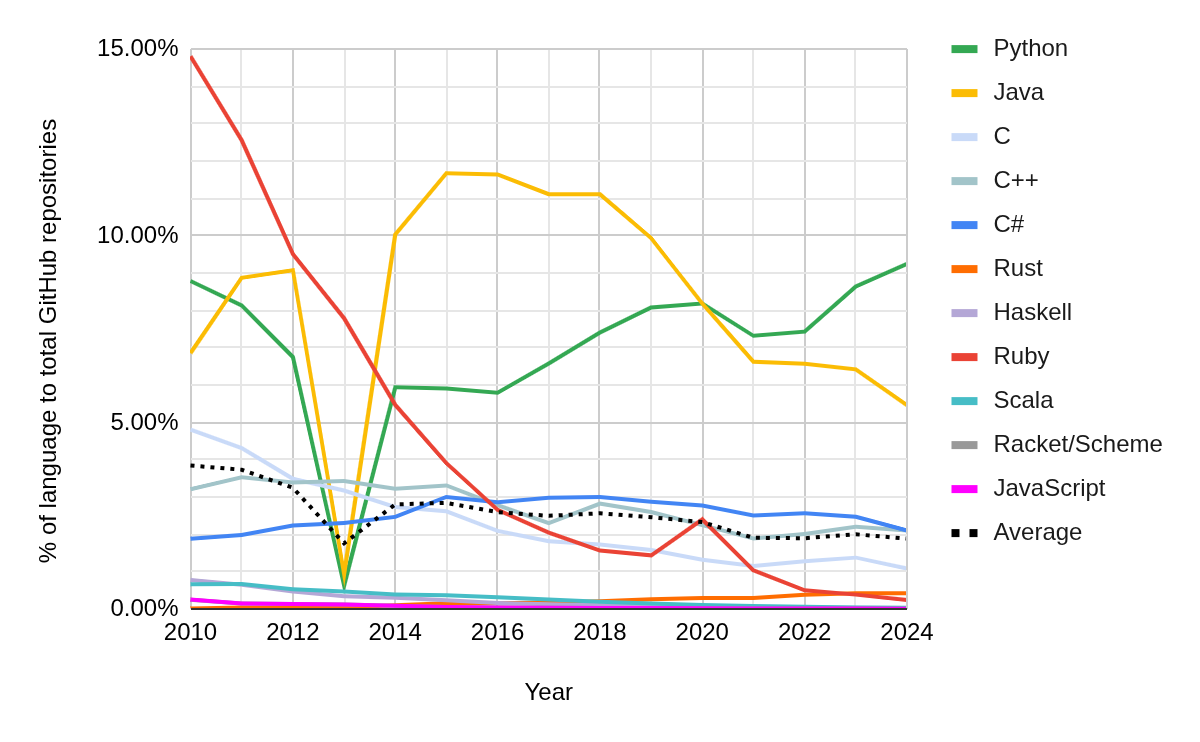 % of language to total GitHub repositories
15.00%
10.00%
5.00%
0.00%
2010 2012 2014 2016 2018 2020 2022 2024
Year
Python
Java
C
C++
C#
Rust
Haskell
Ruby
Scala
Racket/Scheme
JavaScript
Average